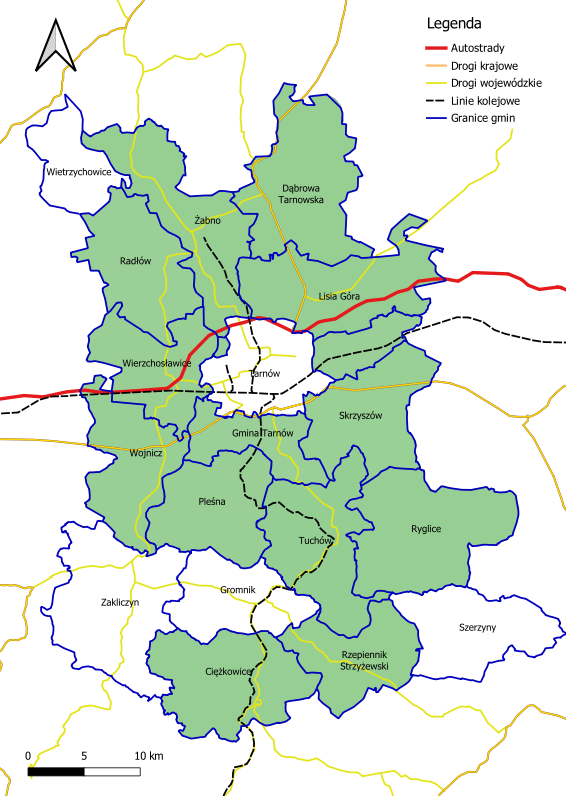 Legenda
Autostrady
Drogi krajowe
Drogi wojewódzkie
Linie kolejowe
Granice gmin
Wietrzychowice
Dąbrowa
Tarnowska
Żabno
Radłów
Lisia Góra
Wierzchosławice
Tarnów
Skrzyszów
Gmina Tarnów
Wojnicz
Pleśna
Ryglice
Tuchów
Gromnik
Zakliczyn
Szerzyny
Rzepiennik
Strzyżewski
Ciężkowice
0 5 10 km